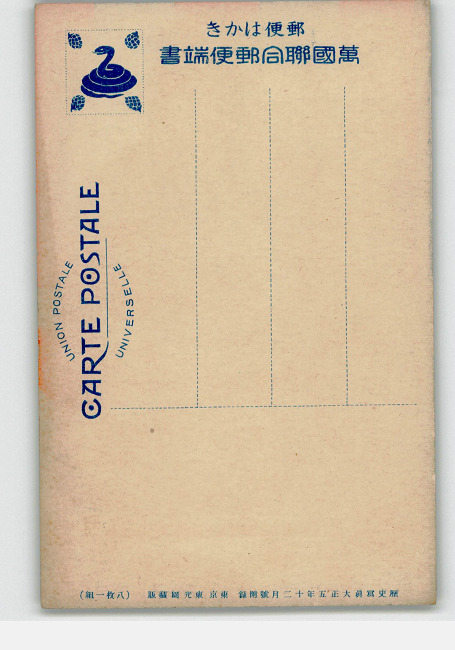 郵便はかき
萬國聯合郵便端書
CARTE POSTALE
UNION POSTALE
UNIVERSELLE
歷史寫眞大正五年十二月號附錄 東京 東光園藏版 (八枚一組)